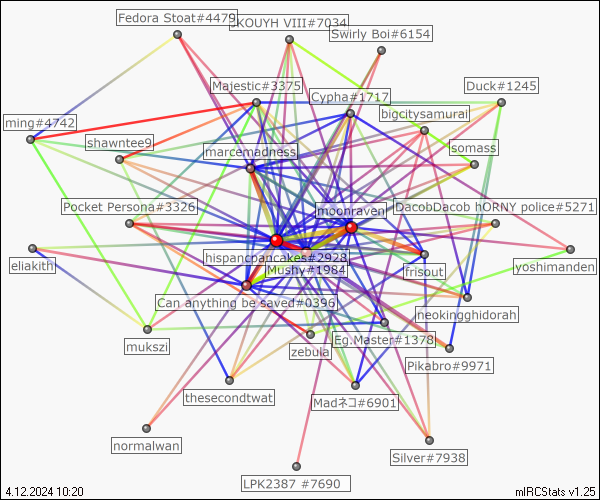 Fedora Stoat#4479
SKOUYH VIII#7034
Swirly Boi#6154
Majestic#3375
Cypha#1717
Duck#1245
bigcitysamurai
ming#4742
shawntee9
marcemadness
Isomass
Pocket Persona#3326
moonraven
DacobDacob hORNY police#5271
eliakith
hispancpancakes#2928
Mushy#1984
frisout
yoshimanden
Can anything be saved#0396
neokingghidorah
mukszi
zebula
Eg.Master#1378
Pikabro#9971
thesecondtwat
Madネコ#6901
normalwan
Silver#7938
LPK2387 #7690
4.12.2024 10:20
mIRCStats v1.25